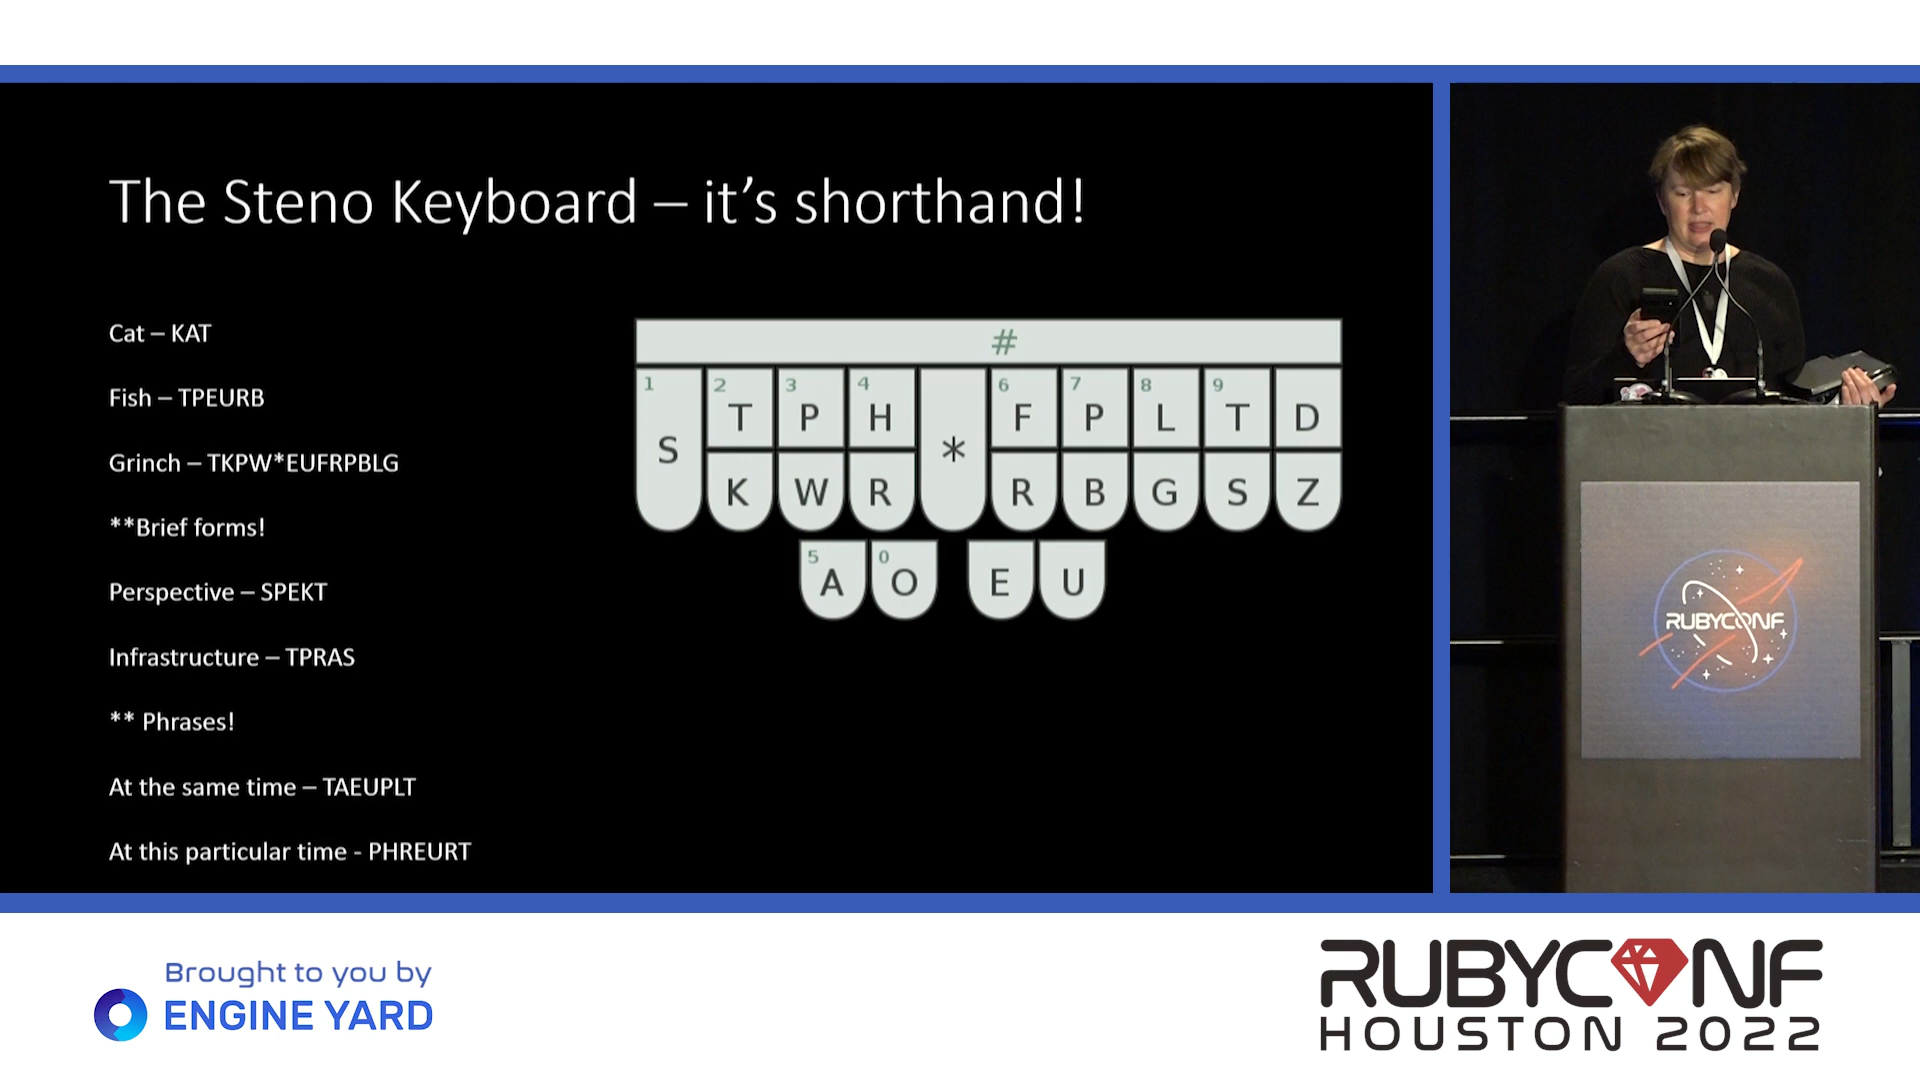 The Steno Keyboard – it's shorthand!
Cat – KAT
Fish – TPEURB
Grinch – TKPW*EUFRPBLG
**Brief forms!
Perspective – SPEKT
Infrastructure – TPRAS
** Phrases!
At the same time – TAEUPLT
At this particular time - PHREURT
#
1 2 T 3 P 4 H 6 F 7 P 8 L 9 T D
S *
K W R R B G S Z
5 A 0 O E U
RUBYCONF
Brought to you by
ENGINE YARD
RUBYCONF
HOUSTON 2022